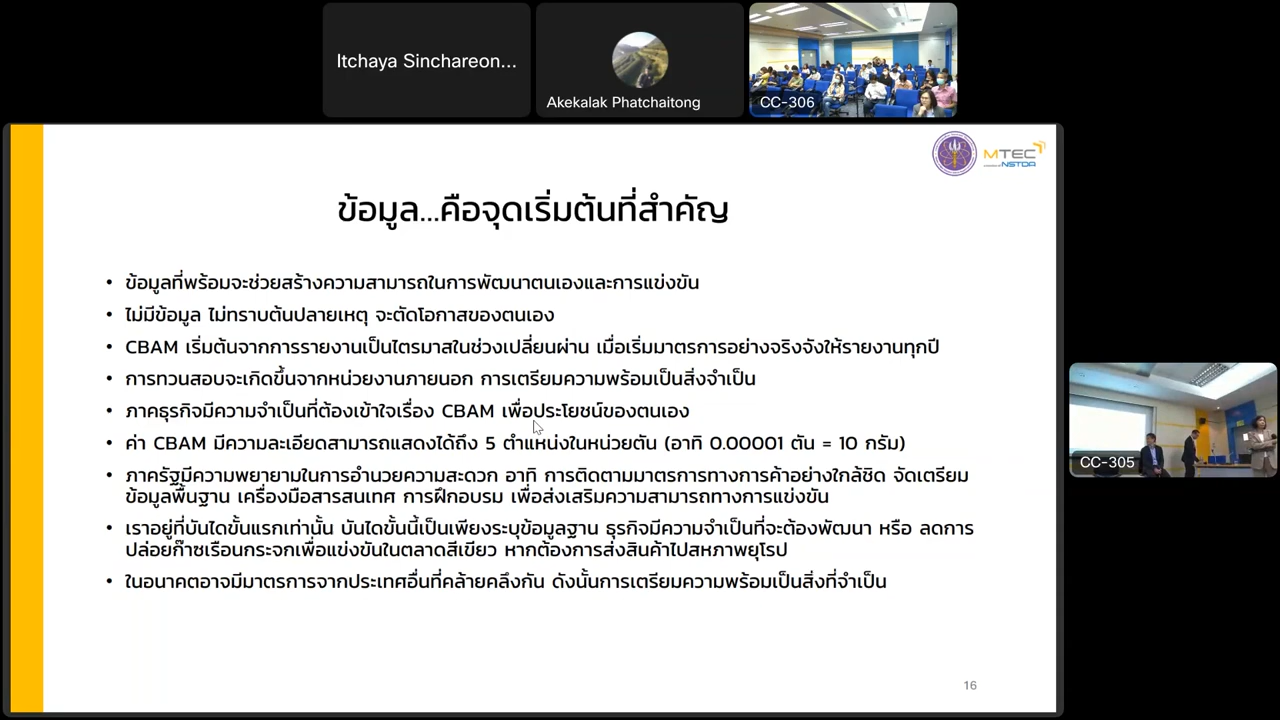 Itchaya Sinchareon...
Akekalak Phatchaitong
CC-306
MTEC
NSTDA
ข้อมูล...คือจุดเริ่มต้นที่สำคัญ
• ข้อมูลที่พร้อมจะช่วยสร้างความสามารถในการพัฒนาตนเองและการแข่งขัน
• ไม่มีข้อมูล ไม่ทราบต้นปลายเหตุ จะตัดโอกาสของตนเอง
• CBAM เริ่มต้นจากการรายงานเป็นไตรมาสในช่วงเปลี่ยนผ่าน เมื่อเริ่มมาตรการอย่างจริงจังให้รายงานทุกปี
• การทวนสอบจะเกิดขึ้นจากหน่วยงานภายนอก การเตรียมความพร้อมเป็นสิ่งจำเป็น
• ภาคธุรกิจมีความจำเป็นที่ต้องเข้าใจเรื่อง CBAM เพื่อประโยชน์ของตนเอง
• ค่า CBAM มีความละเอียดสามารถแสดงได้ถึง 5 ตำแหน่งในหน่วยตัน (อาทิ 0.00001 ตัน = 10 กรัม)
• ภาครัฐมีความพยายามในการอำนวยความสะดวก อาทิ การติดตามมาตรการทางการค้าอย่างใกล้ชิด จัดเตรียม
ข้อมูลพื้นฐาน เครื่องมือสารสนเทศ การฝึกอบรม เพื่อส่งเสริมความสามารถทางการแข่งขัน
• เราอยู่ที่บันไดขั้นแรกเท่านั้น บันไดขั้นนี้เป็นเพียงระบุข้อมูลฐาน ธุรกิจมีความจำเป็นที่จะต้องพัฒนา หรือ ลดการ
ปล่อยก๊าซเรือนกระจกเพื่อแข่งขันในตลาดสีเขียว หากต้องการส่งสินค้าไปสหภาพยุโรป
• ในอนาคตอาจมีมาตรการจากประเทศอื่นที่คล้ายคลึงกัน ดังนั้นการเตรียมความพร้อมเป็นสิ่งที่จำเป็น
16
CC-305